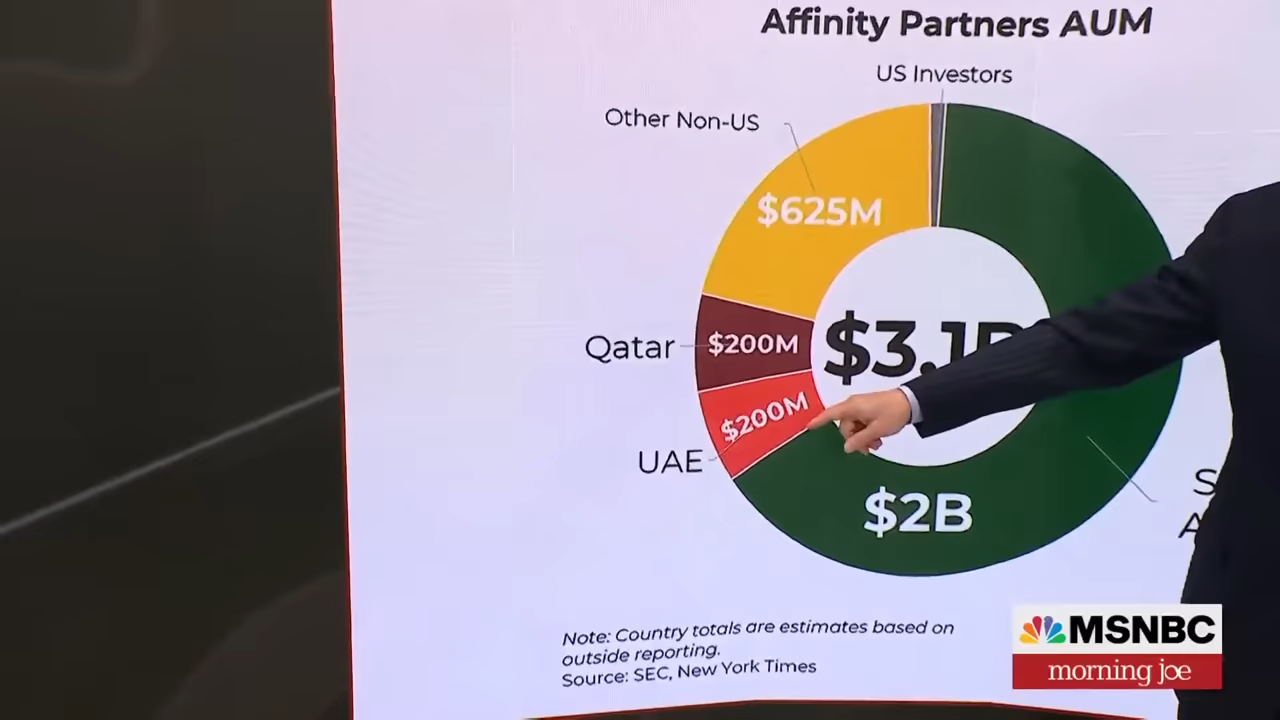 Affinity Partners AUM
US Investors
Other Non-US
$625M
Qatar
$200M
$200M
UAE
$2B
Note: Country totals are estimates based on
outside reporting.
Source: SEC, New York Times
MSNBC
morning joe